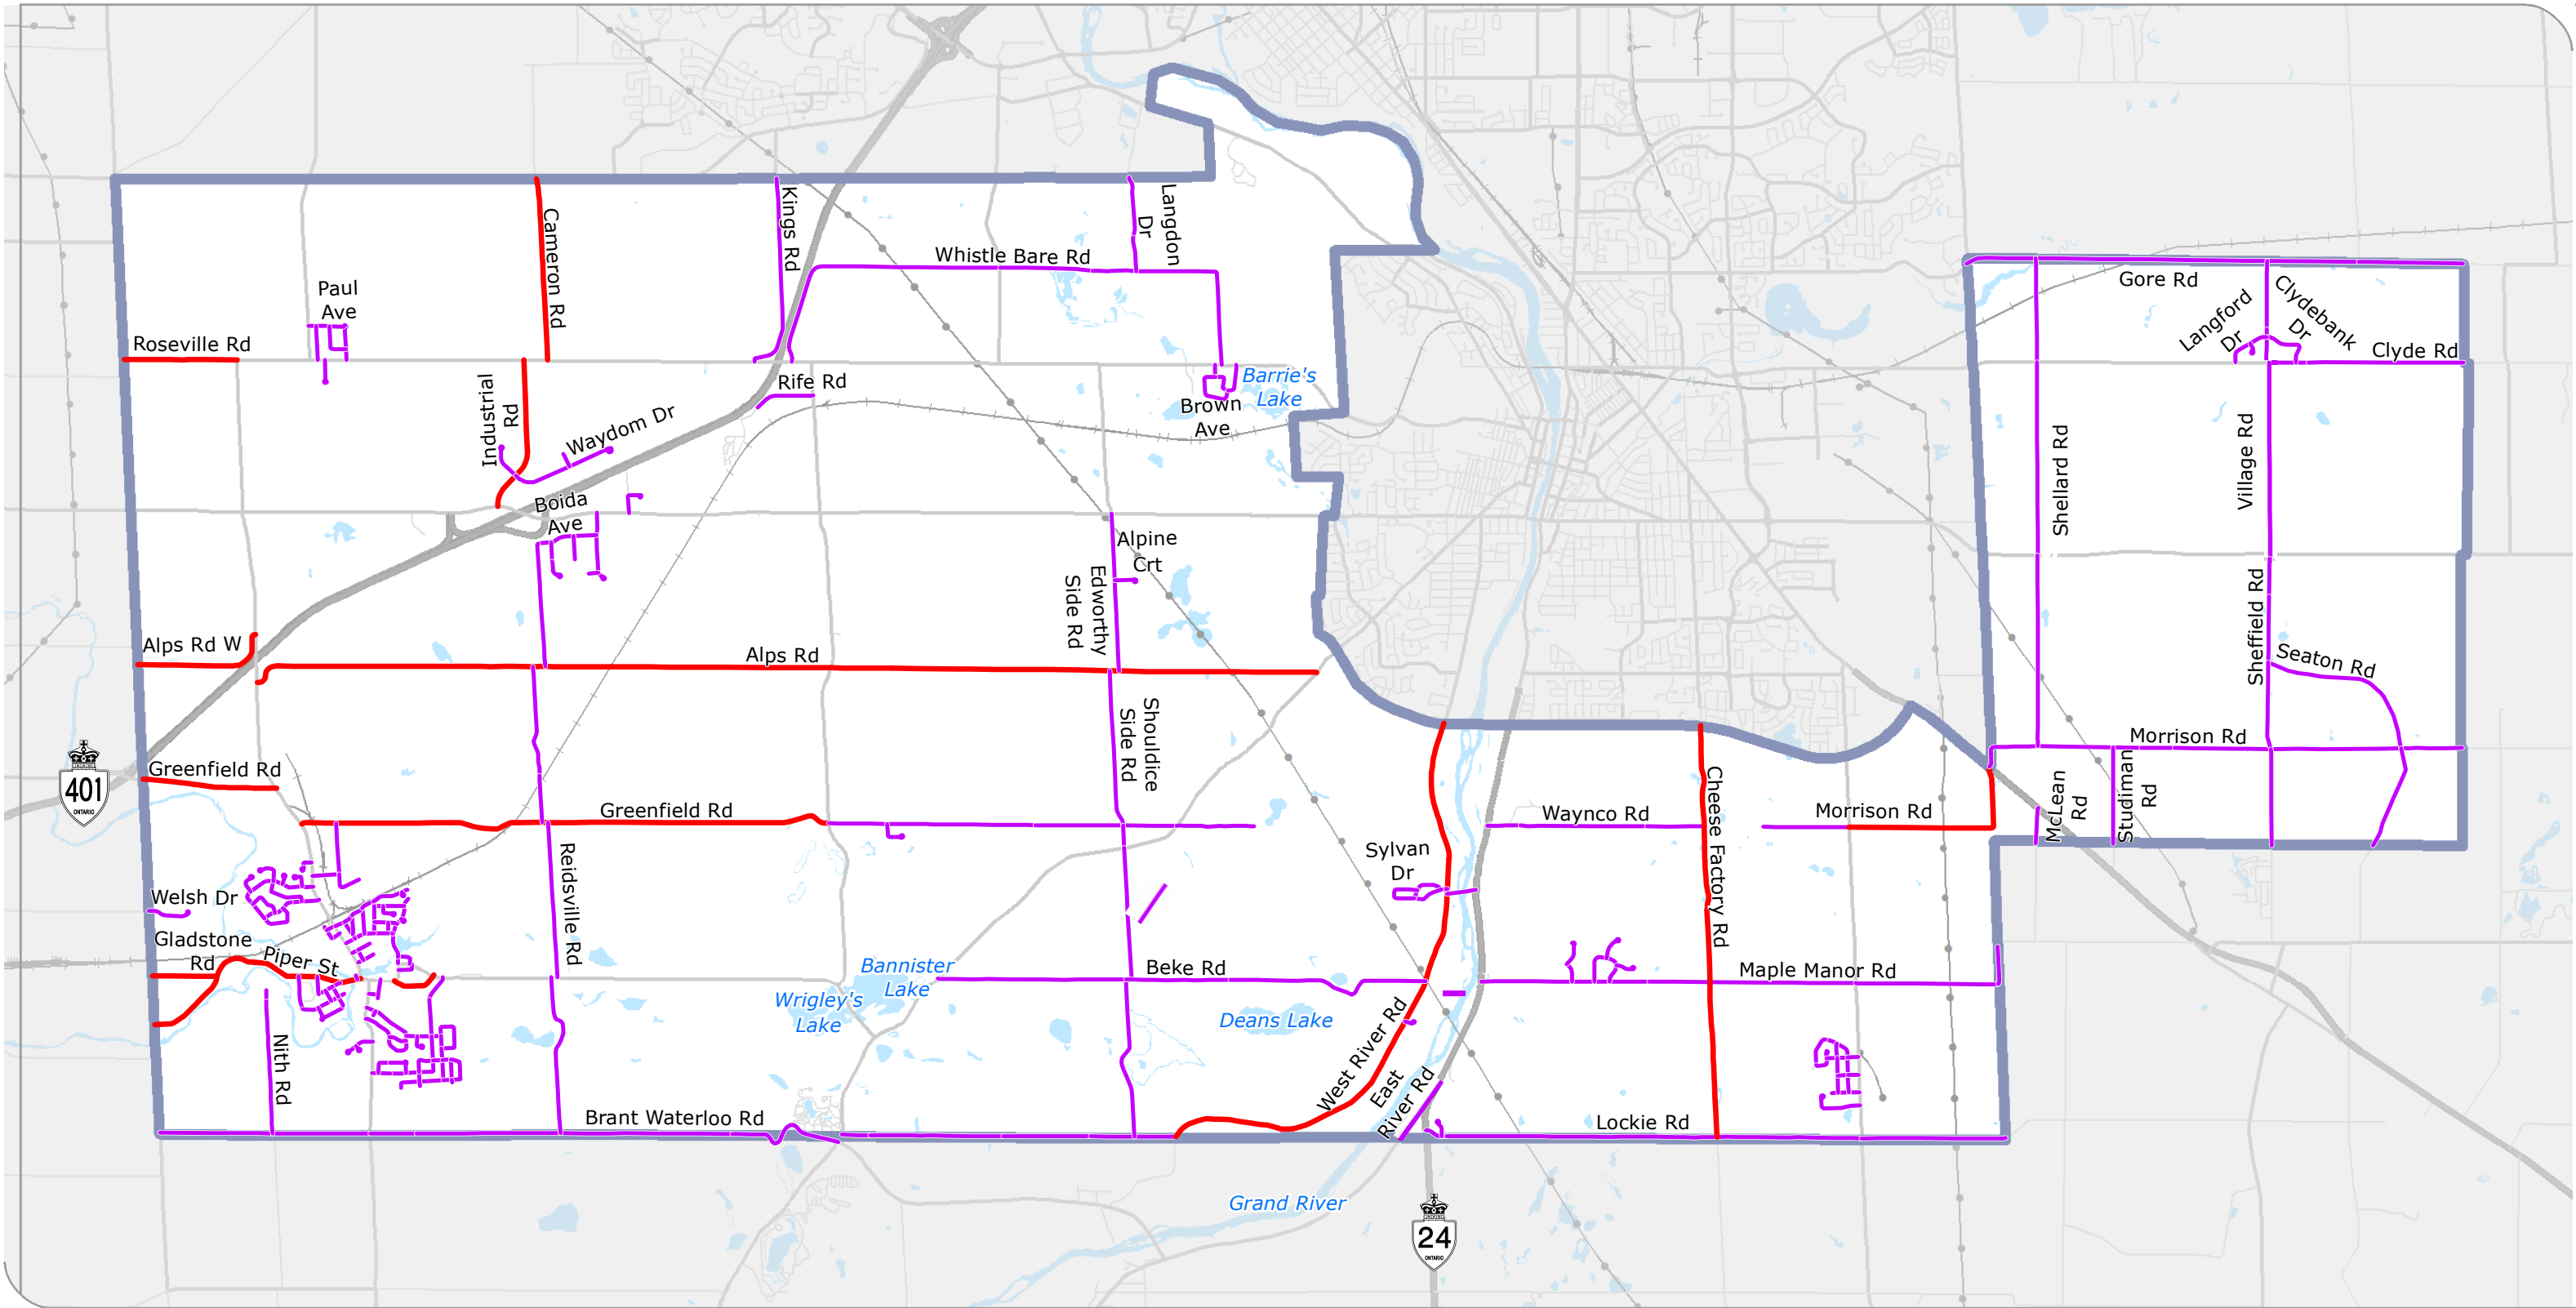 Kings Rd
Langdon
Dr
Cameron Rd
Whistle Bare Rd
Gore Rd
Paul
Ave
Langford
Dr
Clydebank
Dr
Roseville Rd
Clyde Rd
Rife Rd
Barrie's
Lake
Industrial
Rd
Waydom Dr
Brown
Ave
Shellard Rd
Village Rd
Boida
Ave
Alpine
Crt
Edworthy
Side Rd
Sheffield Rd
Alps Rd W
Alps Rd
Seaton Rd
Shouldice
Side Rd
Morrison Rd
Greenfield Rd
401
ONTARIO
Cheese Factory Rd
McLean
Rd
Studiman
Rd
Greenfield Rd
Waynco Rd
Morrison Rd
Sylvan
Dr
Reidsville Rd
Welsh Dr
Gladstone
Rd
Piper St
Bannister
Lake
Beke Rd
Maple Manor Rd
Wrigley's
Lake
Deans Lake
Nith Rd
West River Rd
East
River Rd
Brant Waterloo Rd
Lockie Rd
Grand River
24
ONTARIO